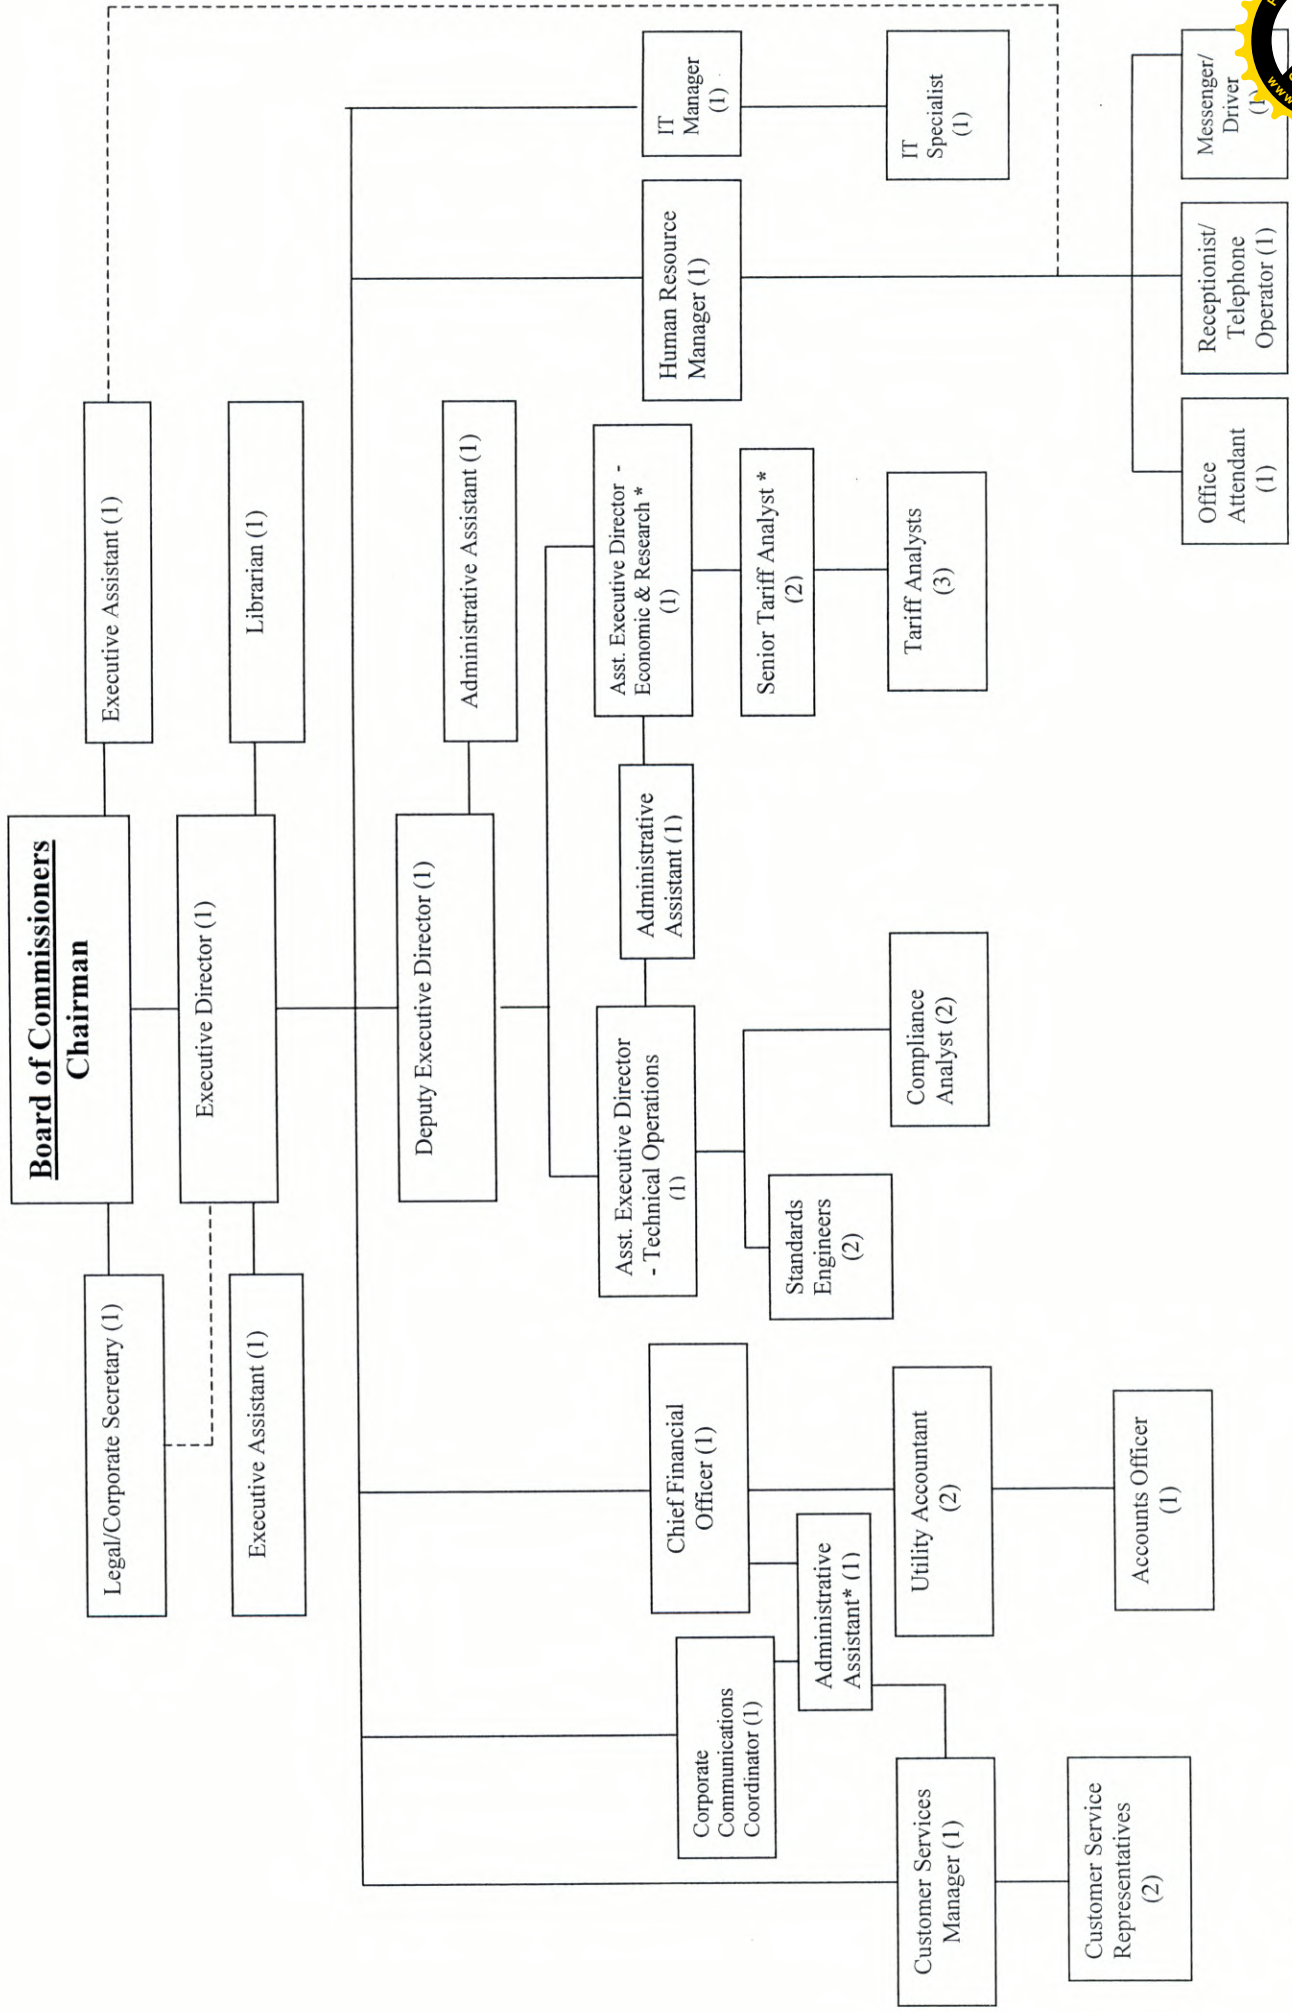 Board of Commissioners
Chairman
Legal/Corporate Secretary (1)
Executive Assistant (1)
Executive Director (1)
Executive Assistant (1)
Librarian (1)
Deputy Executive Director (1)
Administrative Assistant (1)
Asst. Executive Director
- Technical Operations
(1)
Administrative
Assistant (1)
Asst. Executive Director -
Economic & Research *
(1)
Standards
Engineers
(2)
Compliance
Analyst (2)
Senior Tariff Analyst *
(2)
Tariff Analysts
(3)
Customer Services
Manager (1)
Customer Service
Representatives
(2)
Corporate
Communications
Coordinator (1)
Administrative
Assistant* (1)
Chief Financial
Officer (1)
Utility Accountant
(2)
Accounts Officer
(1)
Human Resource
Manager (1)
IT
Manager
(1)
IT
Specialist
(1)
Office
Attendant
(1)
Receptionist/
Telephone
Operator (1)
Messenger/
Driver
(1)
www